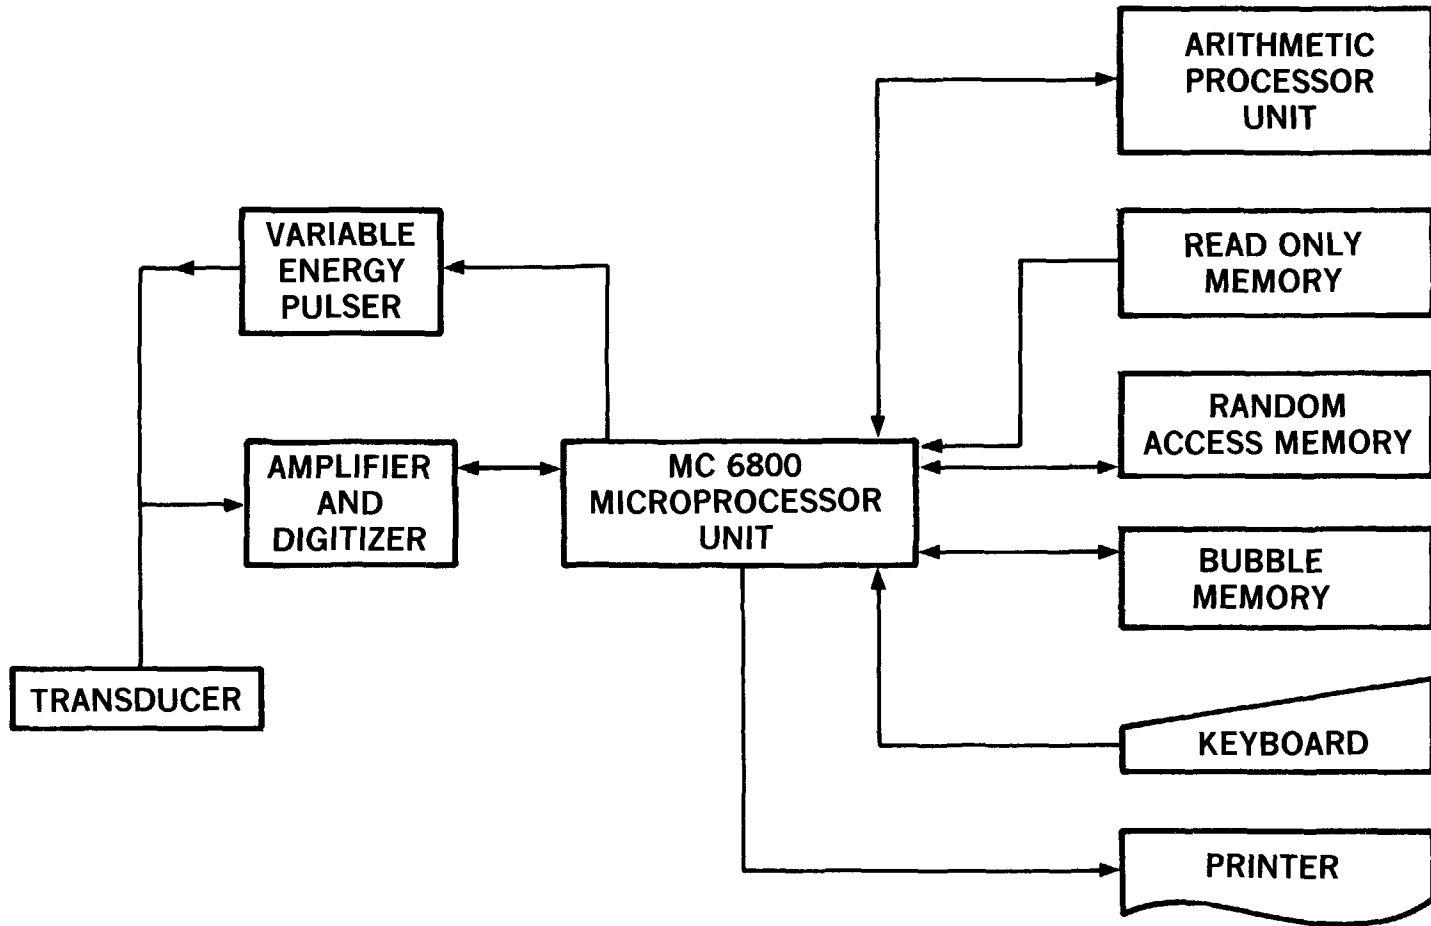 ARITHMETIC
PROCESSOR
UNIT
VARIABLE
ENERGY
PULSER
READ ONLY
MEMORY
RANDOM
ACCESS MEMORY
AMPLIFIER
AND
DIGITIZER
MC 6800
MICROPROCESSOR
UNIT
BUBBLE
MEMORY
TRANSDUCER
KEYBOARD
PRINTER